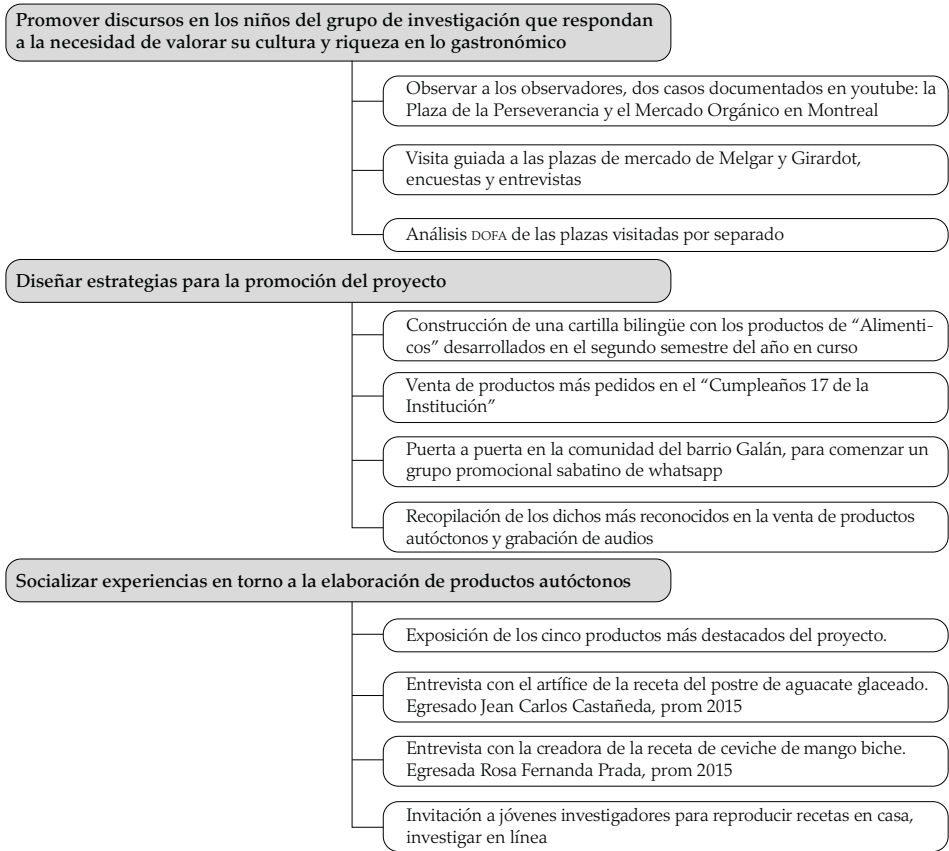 Promover discursos en los niños del grupo de investigación que respondan
a la necesidad de valorar su cultura y riqueza en lo gastronómico
Observar a los observadores, dos casos documentados en youtube: la
Plaza de la Perseverancia y el Mercado Orgánico en Montreal
Visita guiada a las plazas de mercado de Melgar y Girardot,
encuestas y entrevistas
Análisis DOFA de las plazas visitadas por separado
Diseñar estrategias para la promoción del proyecto
Construcción de una cartilla bilingüe con los productos de “Alimenti-
cos” desarrollados en el segundo semestre del año en curso
Venta de productos más pedidos en el “Cumpleaños 17 de la
Institución”
Puerta a puerta en la comunidad del barrio Galán, para comenzar un
grupo promocional sabatino de whatsapp
Recopilación de los dichos más reconocidos en la venta de productos
autóctonos y grabación de audios
Socializar experiencias en torno a la elaboración de productos autóctonos
Exposición de los cinco productos más destacados del proyecto.
Entrevista con el artífice de la receta del postre de aguacate glaceado.
Egresado Jean Carlos Castañeda, prom 2015
Entrevista con la creadora de la receta de ceviche de mango biche.
Egresada Rosa Fernanda Prada, prom 2015
Invitación a jóvenes investigadores para reproducir recetas en casa,
investigar en línea